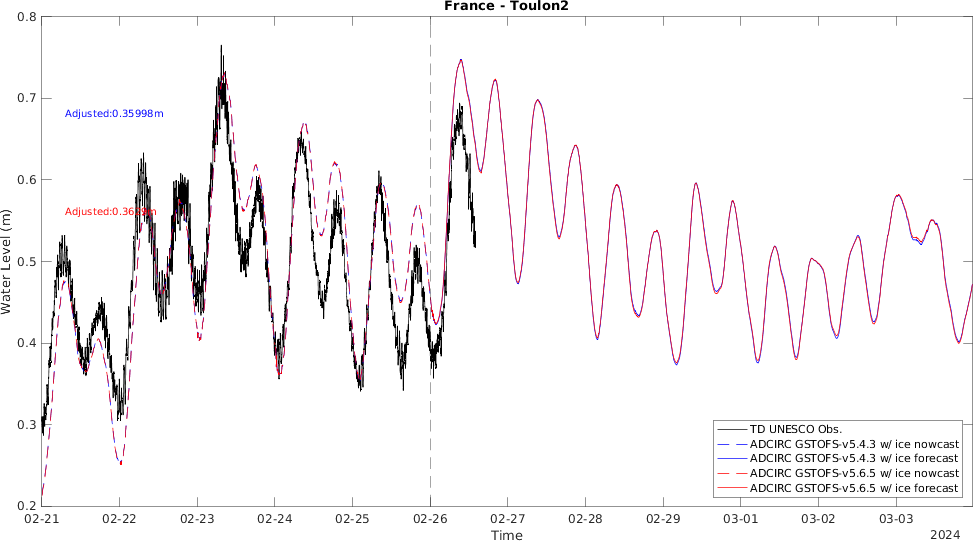 France - Toulon2
0.8
0.7
0.6
0.5
0.4
0.3
0.2
Water Level (m)
Adjusted:0.35998m
02-21
02-22
02-23
02-24
02-25
02-26
02-27
02-28
02-29
03-01
03-02
03-03
Time
2024
TD UNESCO Obs.
ADCIRC GSTOFS-v5.4.3 w/ ice nowcast
ADCIRC GSTOFS-v5.4.3 w/ ice forecast
ADCIRC GSTOFS-v5.6.5 w/ ice nowcast
ADCIRC GSTOFS-v5.6.5 w/ ice forecast